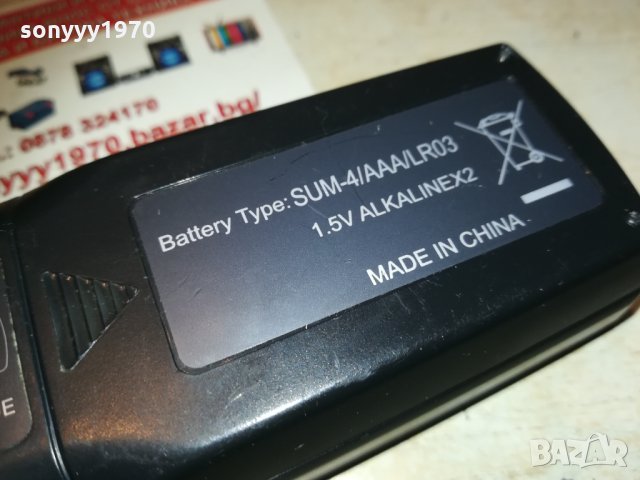 sonyyy1970
.: 0878 324170
yyy1970.bazar.bg/
Battery Type: SUM-4/AAA/LR03
1.5V ALKALINEX2
MADE IN CHINA
BAZAR